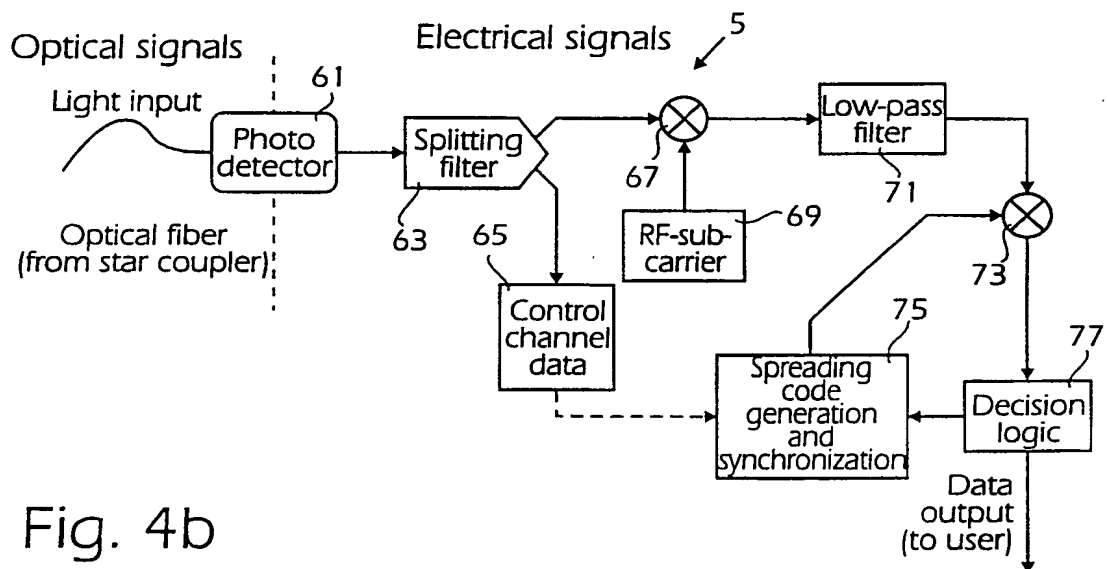 Optical signals
Electrical signals
5
Light input
61
Photo
detector
Splitting
filter
63
67
Low-pass
filter
71
RF-sub-
carrier
69
73
Optical fiber
(from star coupler)
65
Control
channel
data
75
Spreading
code
generation
and
synchronization
77
Decision
logic
Data
output
(to user)
Fig. 4b